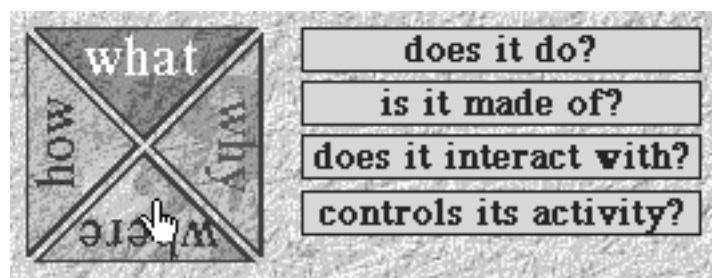 what
how
why
where
does it do?
is it made of?
does it interact with?
controls its activity?